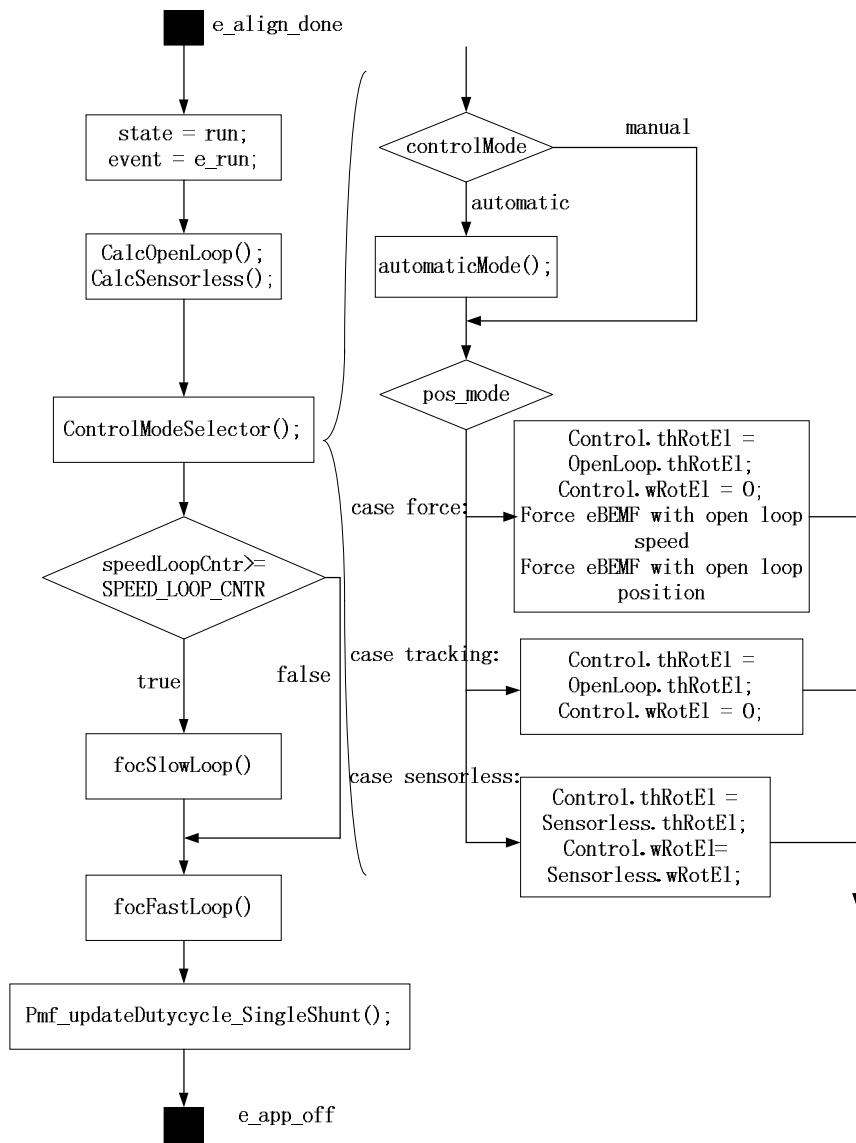 e_align_done
state = run;
event = e_run;
CalcOpenLoop();
CalcSensorless();
ControlModeSelector();
speedLoopCntr>=
SPEED_LOOP_CNTR
true
false
focSlowLoop()
focFastLoop()
Pmf_updateDutycycle_SingleShunt();
e_app_off
controlMode
manual
automatic
automaticMode();
pos_mode
case force:
Control.thRotEl =
OpenLoop.thRotEl;
Control.wRotEl = 0;
Force eBEMF with open loop
speed
Force eBEMF with open loop
position
case tracking:
Control.thRotEl =
OpenLoop.thRotEl;
Control.wRotEl = 0;
case sensorless:
Control.thRotEl =
Sensorless.thRotEl;
Control.wRotEl=
Sensorless.wRotEl;